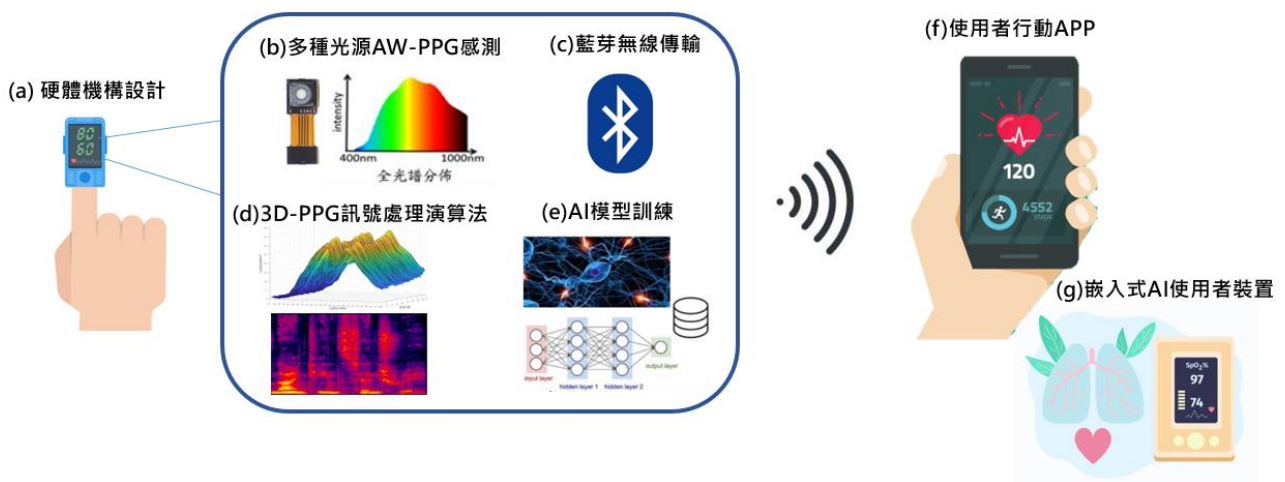 (a) 硬體機構設計
80
60
(b)多種光源AW-PPG感測
intensity
400nm
1000nm
全光譜分佈
(c)藍芽無線傳輸
(d)3D-PPG訊號處理演算法
(e)AI模型訓練
input layer
hidden layer 1
hidden layer 2
output layer
(f)使用者行動APP
120
4552
steps
(g)嵌入式AI使用者裝置
SpO₂%
97
74